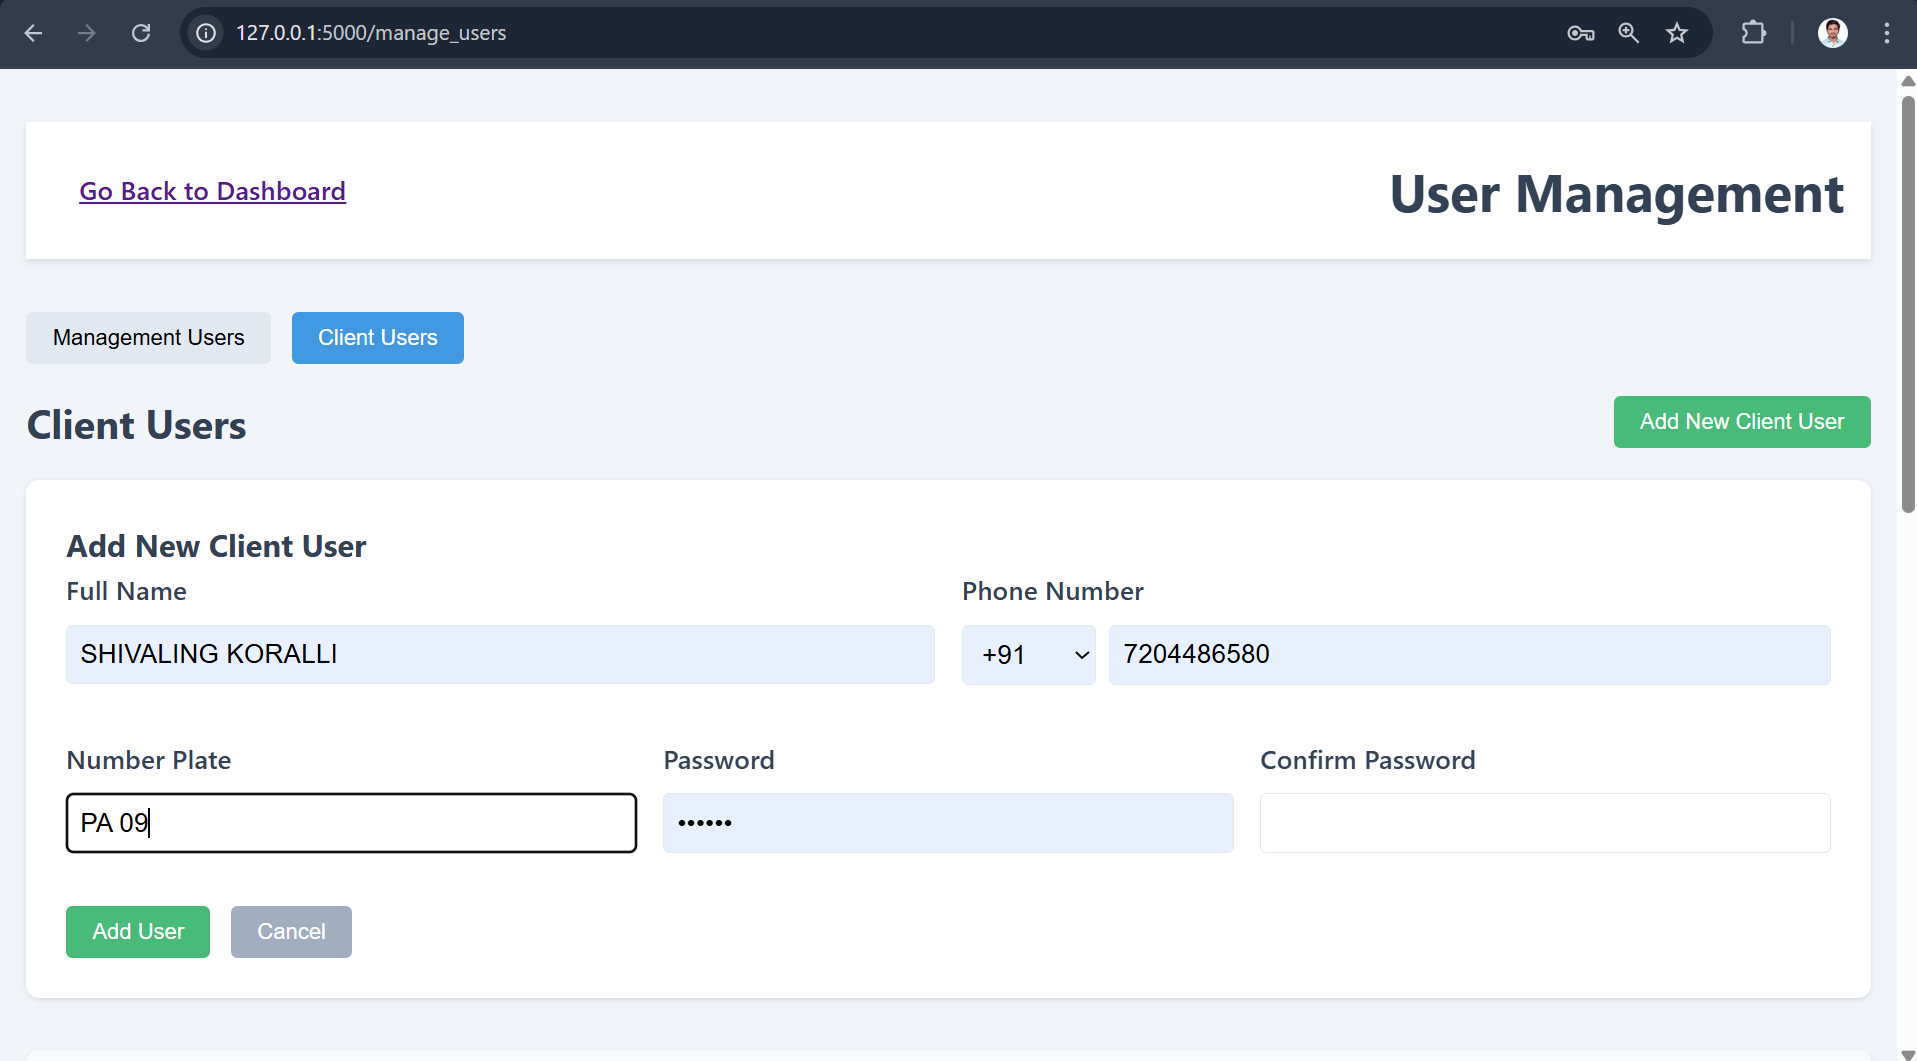 127.0.0.1:5000/manage_users
Go Back to Dashboard
User Management
Management Users
Client Users
Client Users
Add New Client User
Add New Client User
Full Name
Phone Number
SHIVALING KORALLI
+91
7204486580
Number Plate
Password
Confirm Password
PA 09
••••••
Add User
Cancel